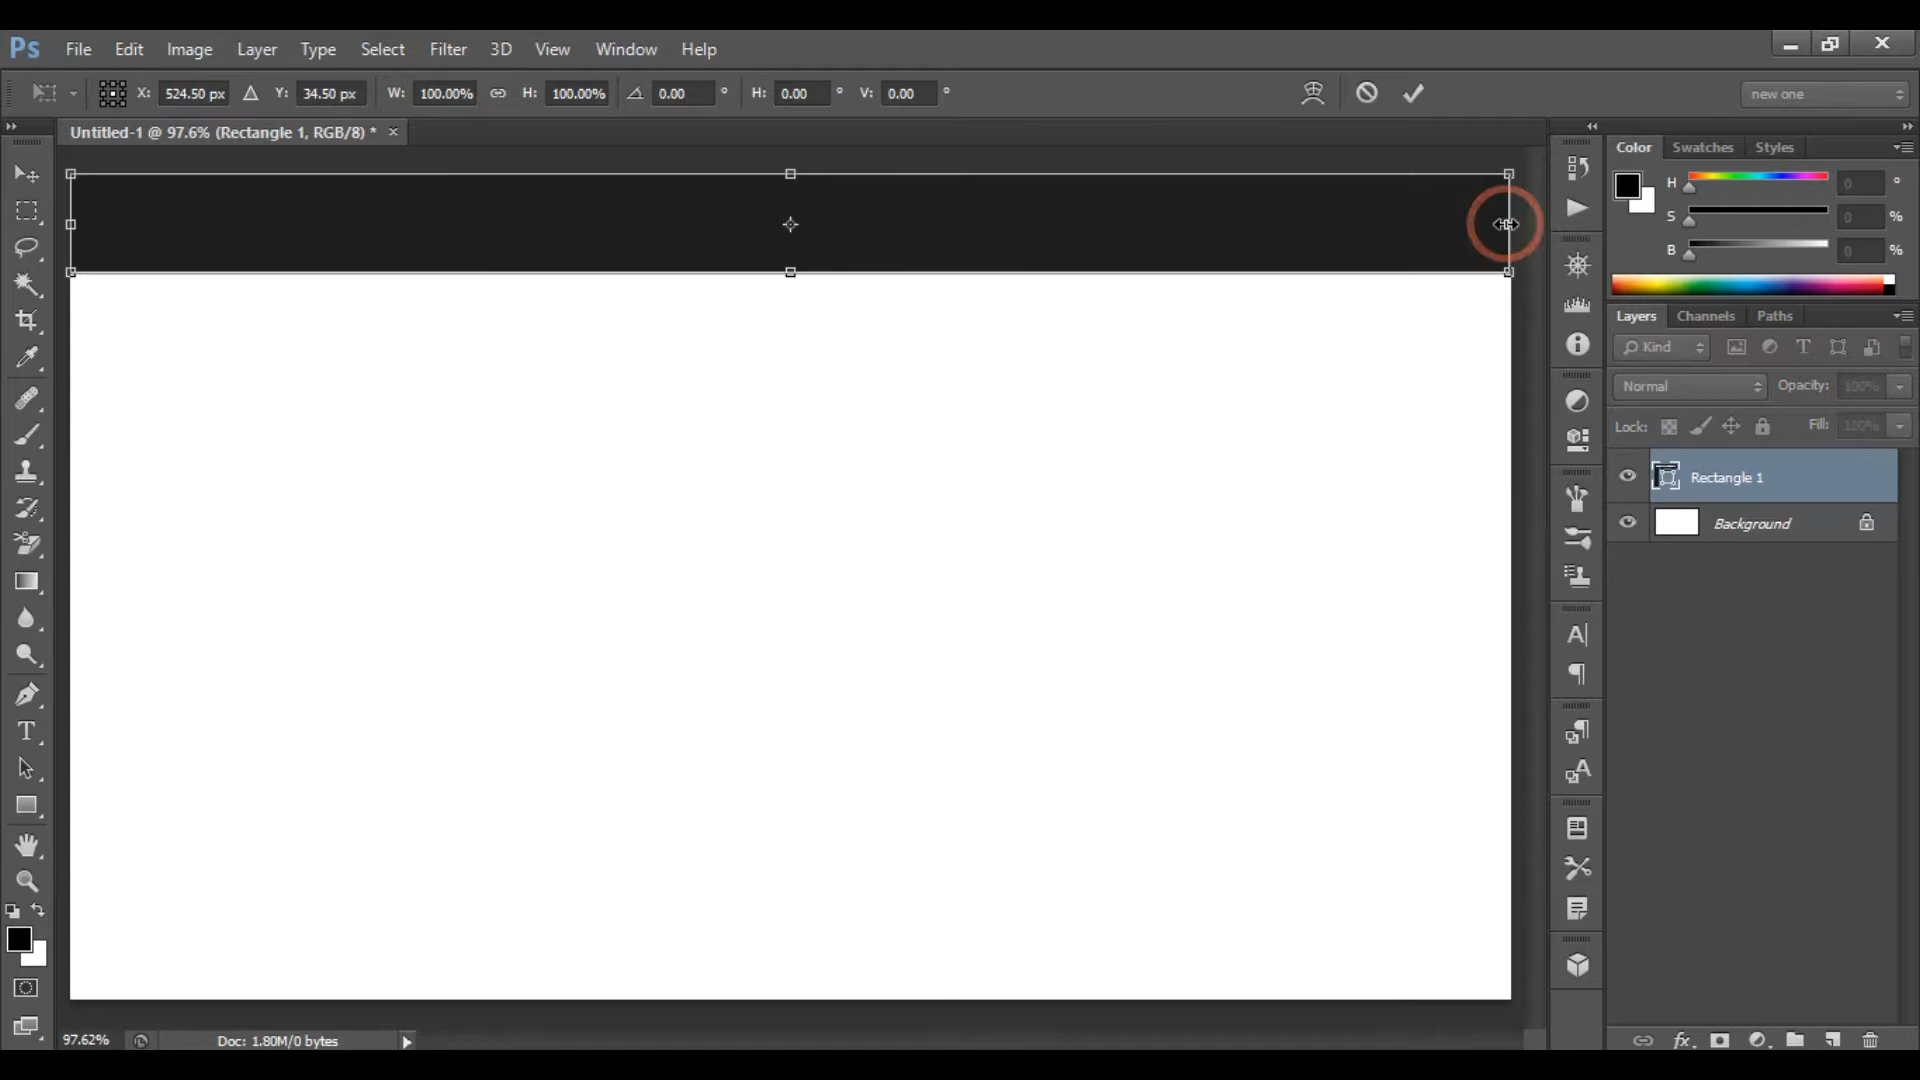 Ps File Edit Image Layer Type Select Filter 3D View Window Help
X: 524.50 px Y: 34.50 px W: 100.00% H: 100.00% 0.00 ° H: 0.00 ° V: 0.00 ° new one
Untitled-1 @ 97.6% (Rectangle 1, RGB/8) * ×
Color Swatches Styles
H 0 °
S 0 %
B 0 %
Layers Channels Paths
Kind
Normal Opacity: 100%
Lock: Fill: 100%
Rectangle 1
Background
97.62% Doc: 1.80M/0 bytes